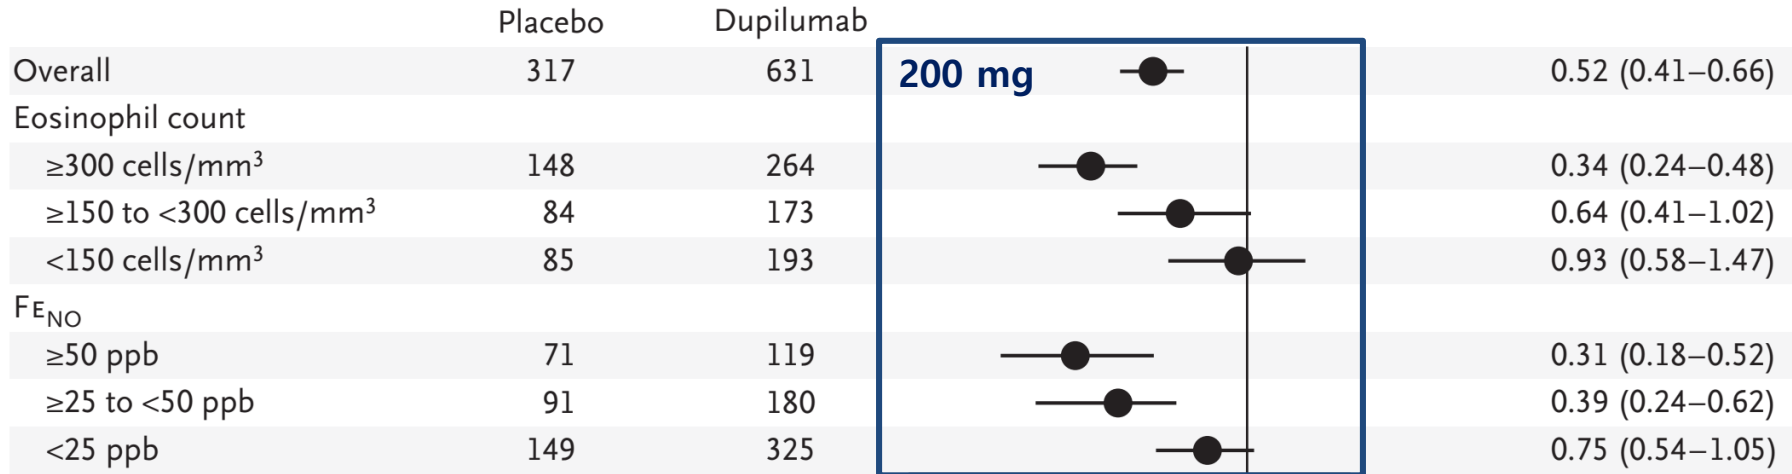 Placebo Dupilumab
Overall 317 631 200 mg 0.52 (0.41–0.66)
Eosinophil count
≥300 cells/mm³ 148 264 0.34 (0.24–0.48)
≥150 to <300 cells/mm³ 84 173 0.64 (0.41–1.02)
<150 cells/mm³ 85 193 0.93 (0.58–1.47)
FENO
≥50 ppb 71 119 0.31 (0.18–0.52)
≥25 to <50 ppb 91 180 0.39 (0.24–0.62)
<25 ppb 149 325 0.75 (0.54–1.05)